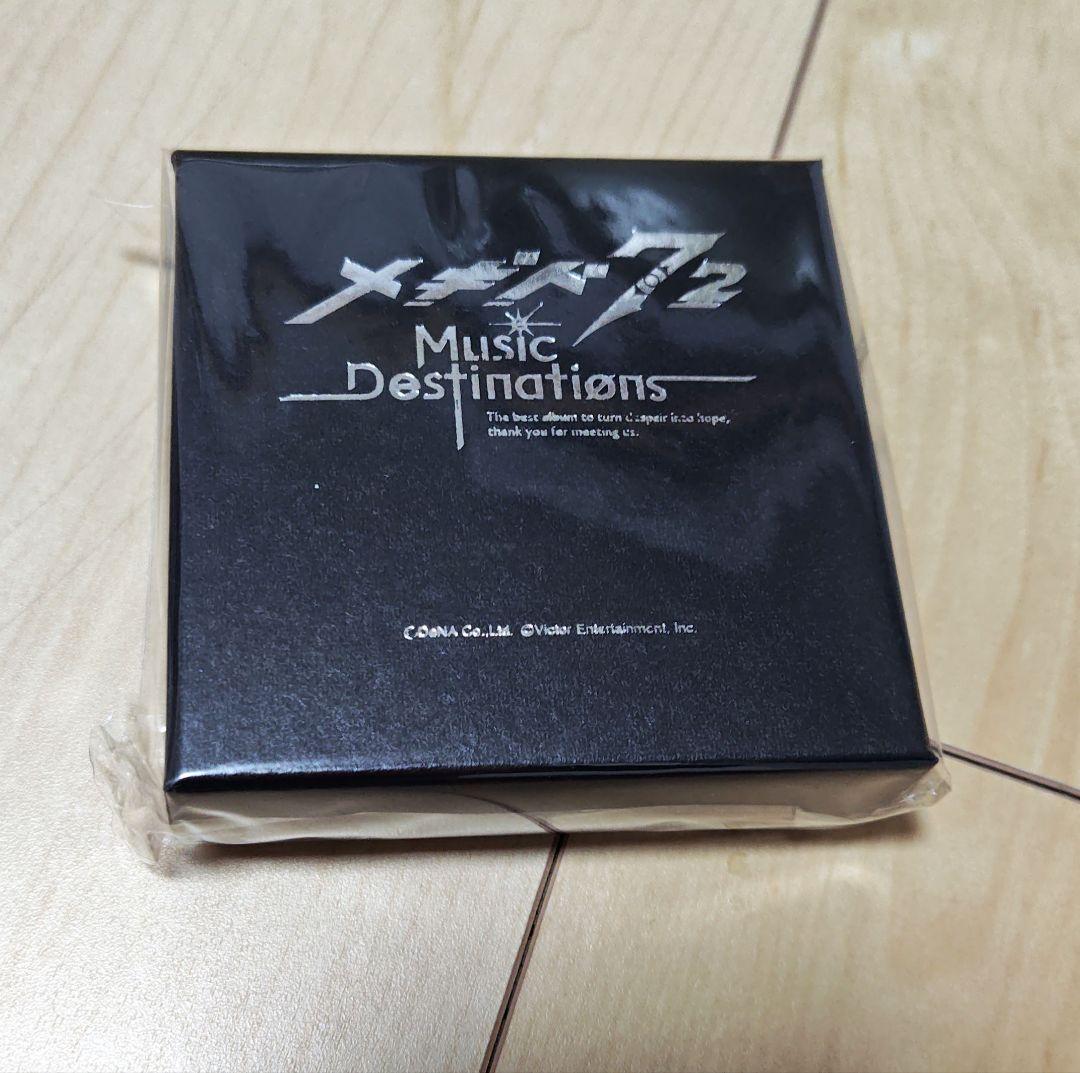 メギド72
Music
Destinatiøns
The best album to turn despair into hope,
thank you for meeting us.
©DeNA Co.,Ltd. ©Victor Entertainment, Inc.